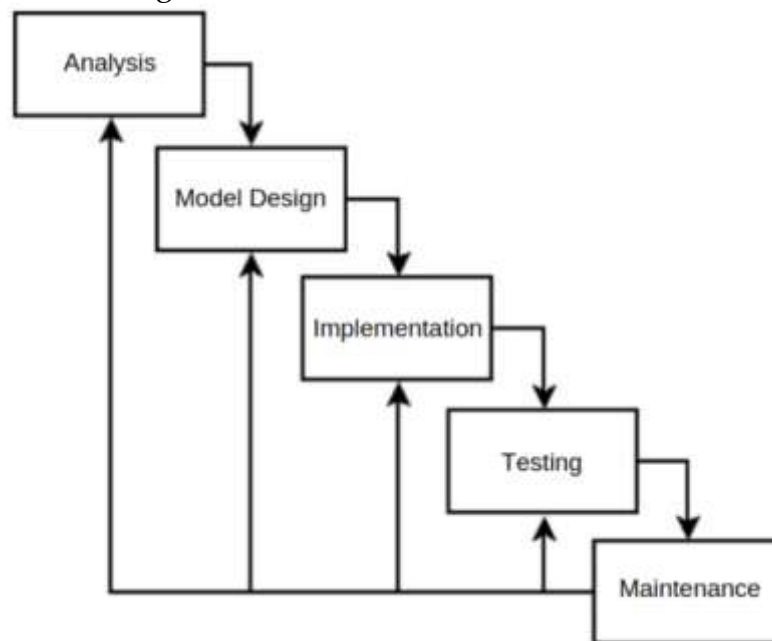 Analysis
Model Design
Implementation
Testing
Maintenance